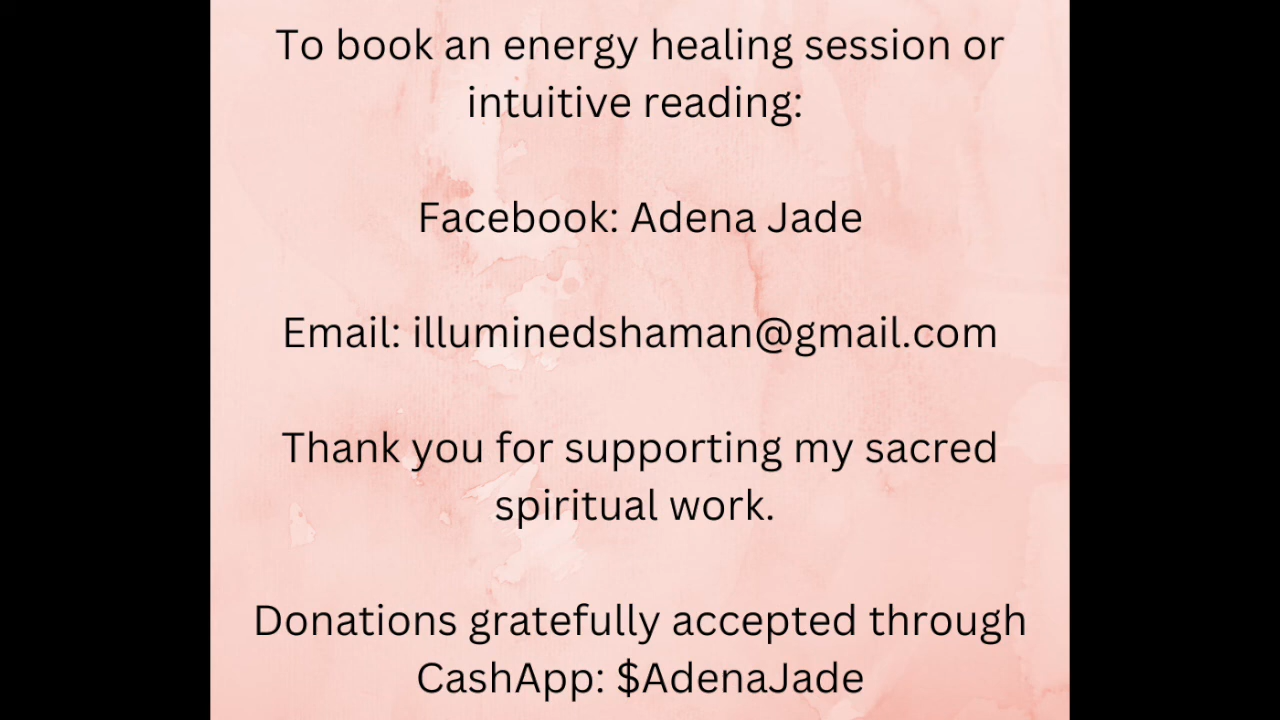 To book an energy healing session or
intuitive reading:
Facebook: Adena Jade
Email: illuminedshaman@gmail.com
Thank you for supporting my sacred
spiritual work.
Donations gratefully accepted through
CashApp: $AdenaJade